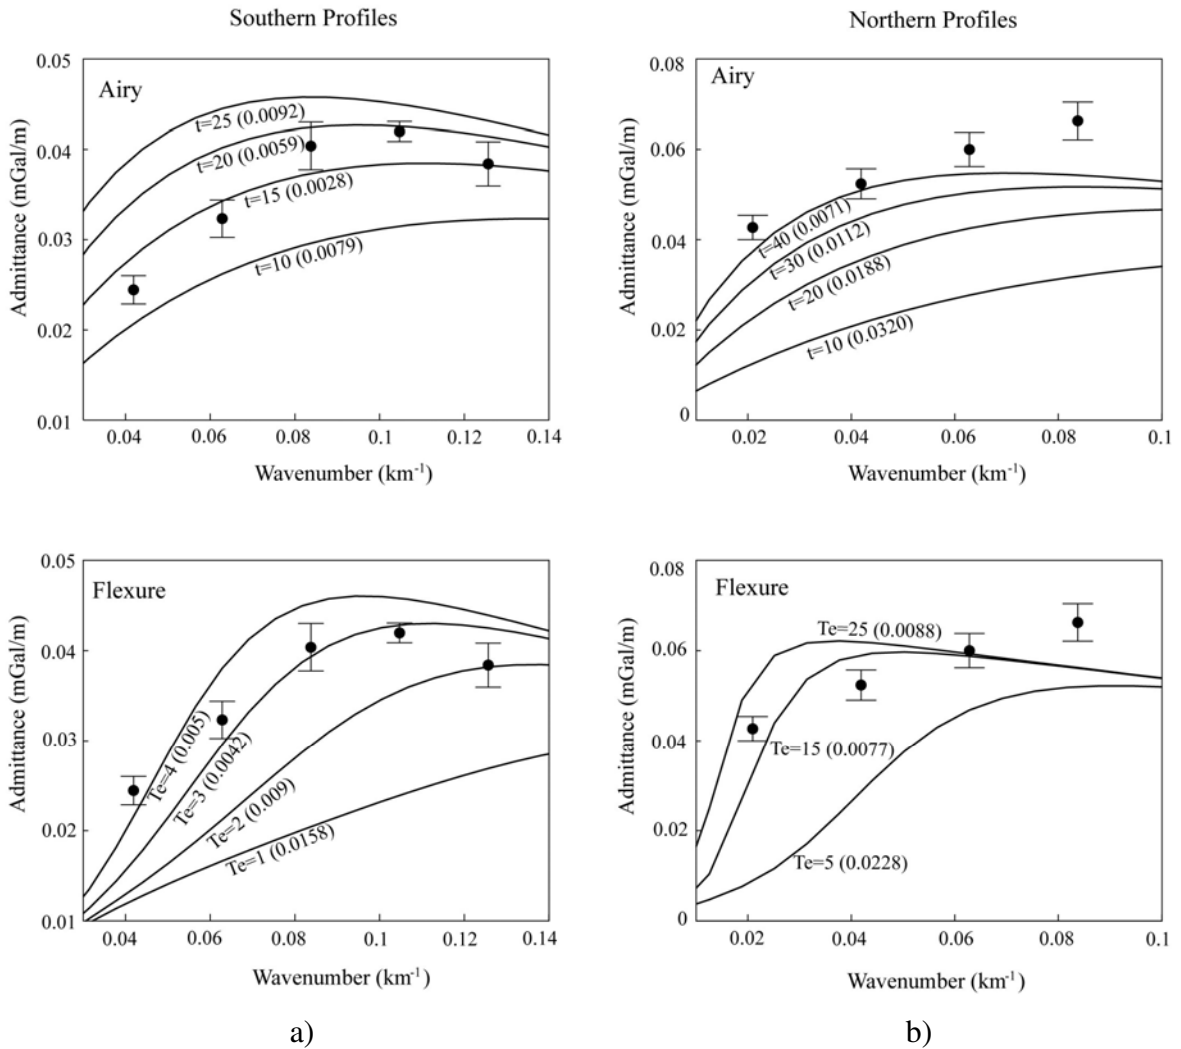 Southern Profiles
Northern Profiles
Airy
t=25 (0.0092)
t=20 (0.0059)
t=15 (0.0028)
t=10 (0.0079)
0.05
0.04
0.03
0.02
0.01
Admittance (mGal/m)
0.04 0.06 0.08 0.1 0.12 0.14
Wavenumber (km⁻¹)
Airy
t=40 (0.0071)
t=30 (0.0112)
t=20 (0.0188)
t=10 (0.0320)
0.08
0.06
0.04
0.02
0
Admittance (mGal/m)
0.02 0.04 0.06 0.08 0.1
Wavenumber (km⁻¹)
Flexure
Te=4 (0.005)
Te=3 (0.0042)
Te=2 (0.009)
Te=1 (0.0158)
0.05
0.04
0.03
0.02
0.01
Admittance (mGal/m)
0.04 0.06 0.08 0.1 0.12 0.14
Wavenumber (km⁻¹)
Flexure
Te=25 (0.0088)
Te=15 (0.0077)
Te=5 (0.0228)
0.08
0.06
0.04
0.02
0
Admittance (mGal/m)
0.02 0.04 0.06 0.08 0.1
Wavenumber (km⁻¹)
a)
b)